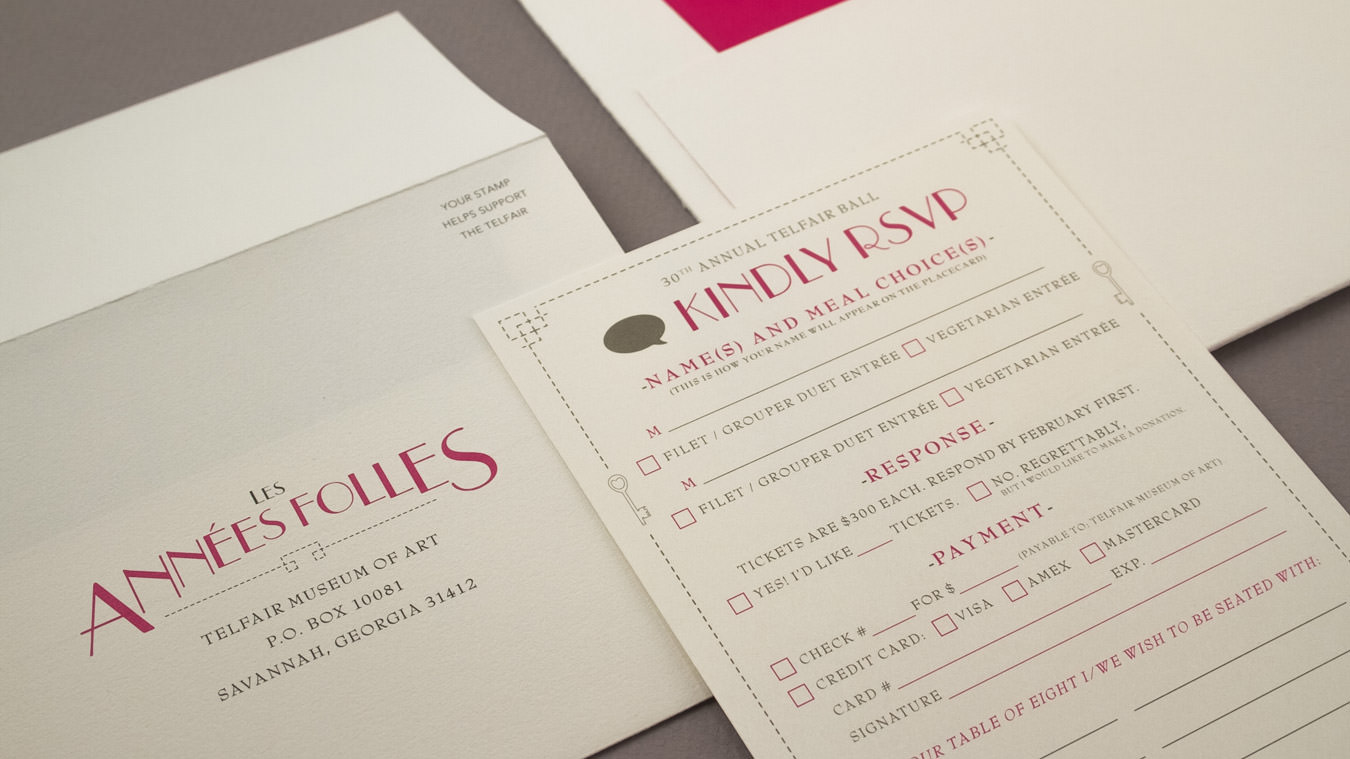 YOUR STAMP
HELPS SUPPORT
THE TELFAIR
LES
ANNÉES FOLLES
TELFAIR MUSEUM OF ART
P.O. BOX 10081
SAVANNAH, GEORGIA 31412
30TH ANNUAL TELFAIR BALL
KINDLY RSVP
-NAME(S) AND MEAL CHOICE(S)-
(THIS IS HOW YOUR NAME WILL APPEAR ON THE PLACECARD)
M
FILET / GROUPER DUET ENTRÉE VEGETARIAN ENTRÉE
M
FILET / GROUPER DUET ENTRÉE VEGETARIAN ENTRÉE
-RESPONSE-
TICKETS ARE $300 EACH. RESPOND BY FEBRUARY FIRST.
YES! I'D LIKE ___ TICKETS. NO, REGRETTABLY,
BUT I WOULD LIKE TO MAKE A DONATION.
-PAYMENT-
CHECK # ___ FOR $ ___ (PAYABLE TO: TELFAIR MUSEUM OF ART)
CREDIT CARD: VISA AMEX MASTERCARD
CARD # ___ EXP. ___
SIGNATURE
OUR TABLE OF EIGHT I/WE WISH TO BE SEATED WITH: